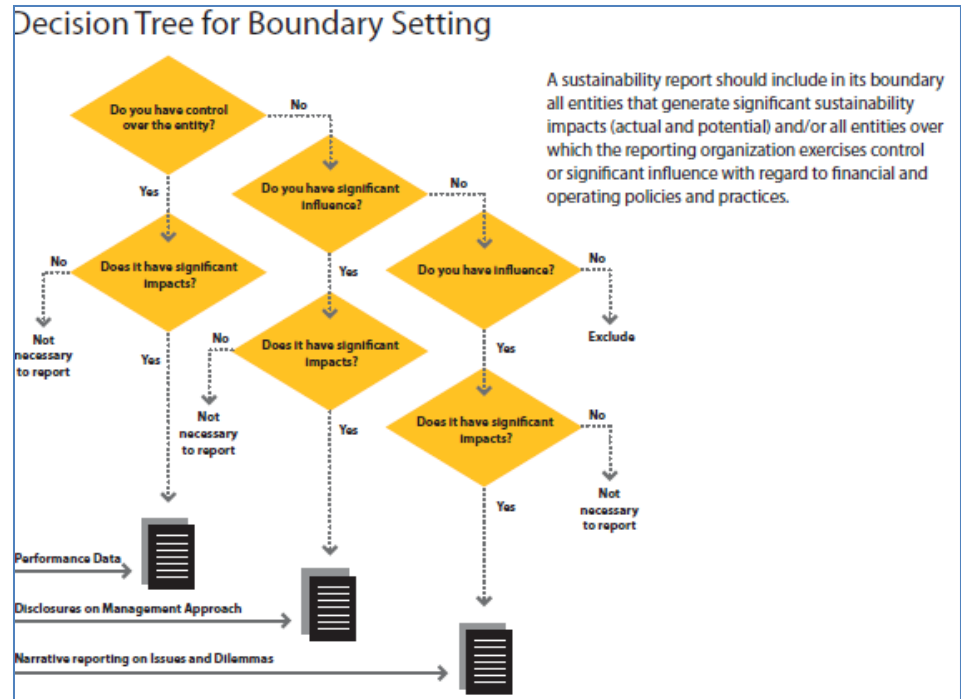 Decision Tree for Boundary Setting
A sustainability report should include in its boundary
all entities that generate significant sustainability
impacts (actual and potential) and/or all entities over
which the reporting organization exercises control
or significant influence with regard to financial and
operating policies and practices.
Do you have control
over the entity?
No
Yes
Do you have significant
influence?
No
Yes
Do you have influence?
No
Exclude
Yes
Does it have significant
impacts?
No
Not
necessary
to report
Yes
Does it have significant
impacts?
No
Not
necessary
to report
Yes
Does it have significant
impacts?
No
Not
necessary
to report
Yes
Performance Data
Disclosures on Management Approach
Narrative reporting on Issues and Dilemmas